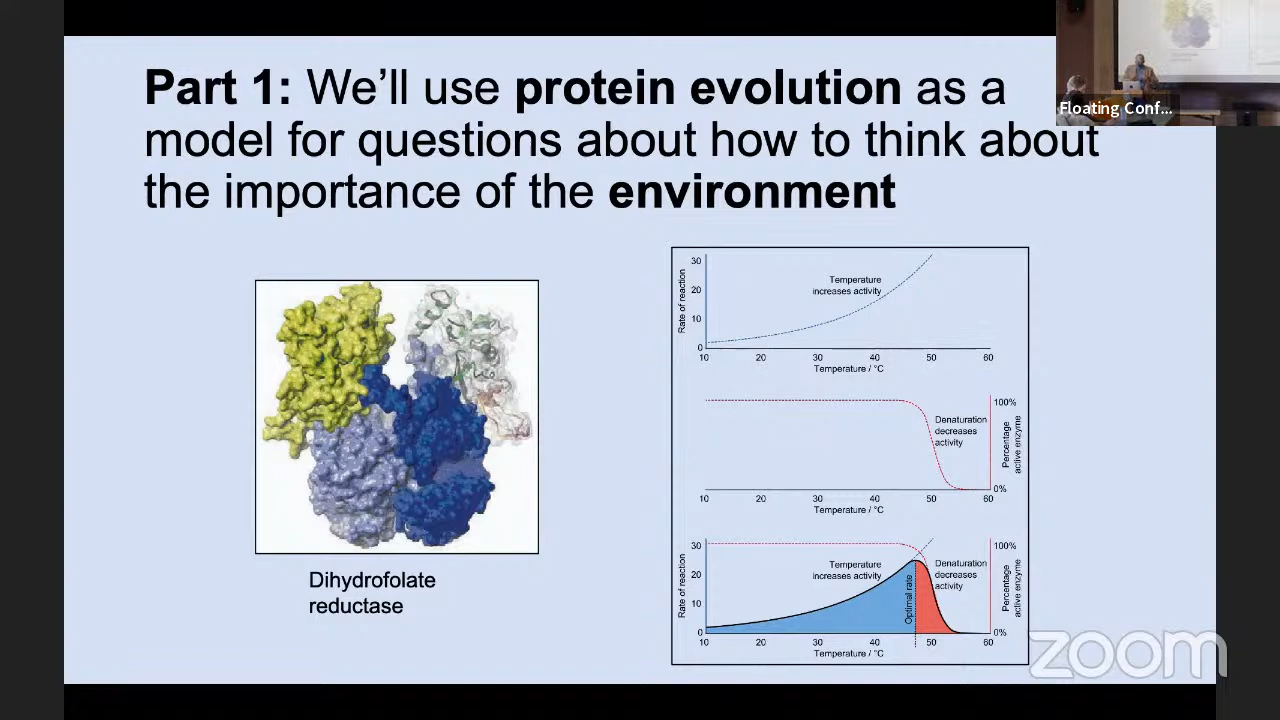 Part 1: We’ll use protein evolution as a
model for questions about how to think about
the importance of the environment
Floating Conf...
Dihydrofolate
reductase
30
20
10
0
Rate of reaction
Temperature
increases activity
10 20 30 40 50 60
Temperature / °C
100%
0%
Percentage
active enzyme
Denaturation
decreases
activity
10 20 30 40 50 60
Temperature / °C
30
20
10
0
Rate of reaction
Temperature
increases activity
Optimal rate
Denaturation
decreases
activity
100%
0%
Percentage
active enzyme
10 20 30 40 50 60
Temperature / °C
zoom